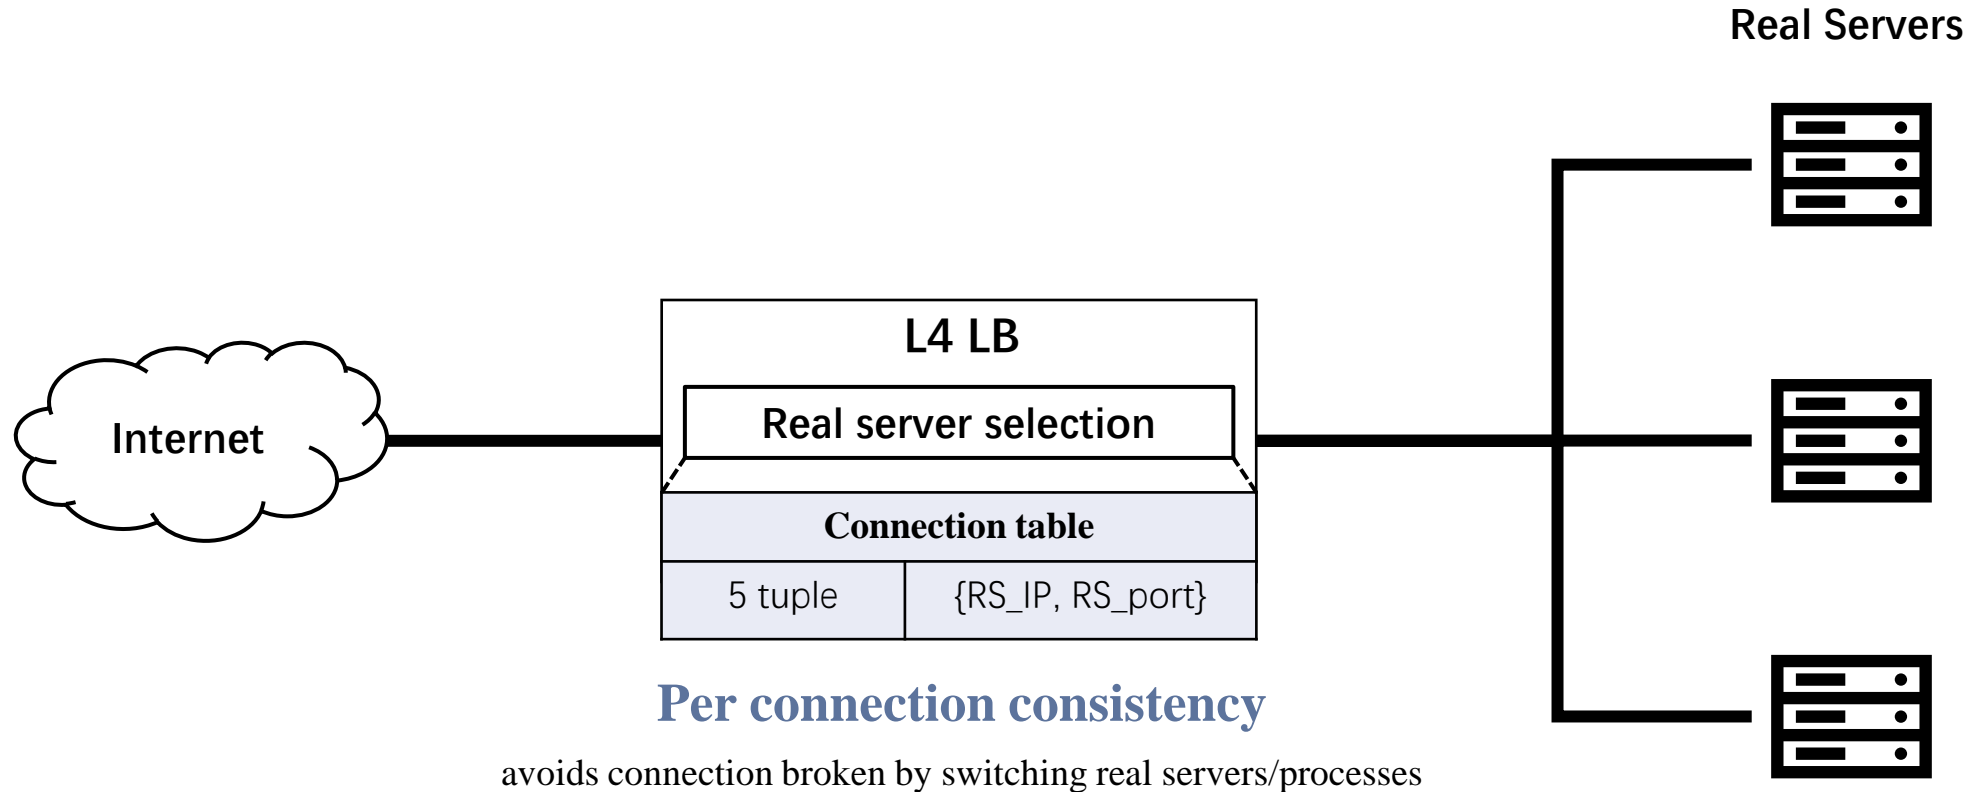 Real Servers
L4 LB
Internet
Real server selection
Connection table
5 tuple
{RS_IP, RS_port}
Per connection consistency
avoids connection broken by switching real servers/processes